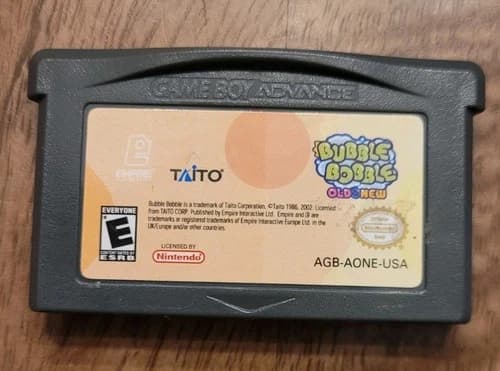 GAME BOY ADVANCE
EMPIRE
TAITO
BUBBLE
BOBBLE
OLD & NEW
Bubble Bobble is a trademark of Taito Corporation. ©Taito 1986, 2002. Licensed
from TAITO CORP. Published by Empire Interactive Ltd. Empire and are
trademarks or registered trademarks of Empire Interactive Europe Ltd. in the
UK/Europe and/or other countries.
EVERYONE
E
ESRB
LICENSED BY
Nintendo
AGB-AONE-USA